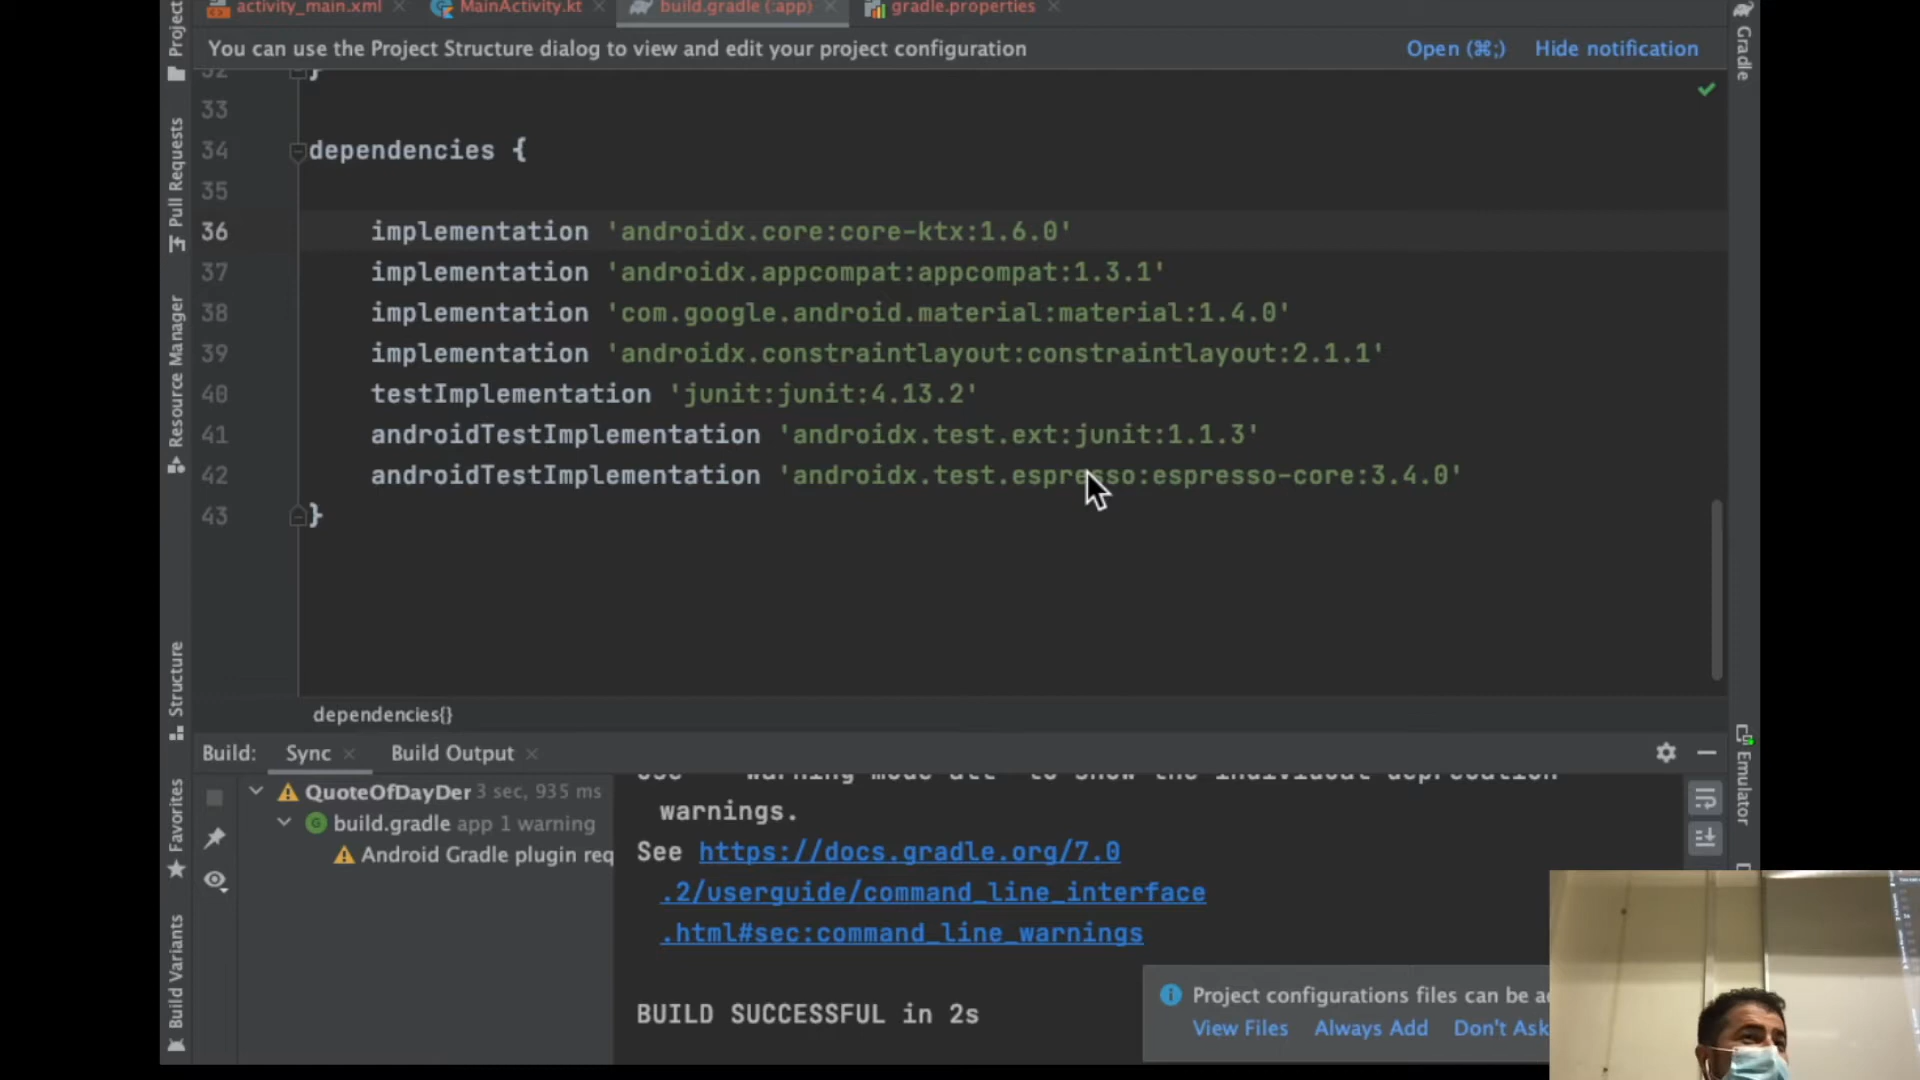 activity_main.xml
MainActivity.kt
build.gradle (:app)
gradle.properties
You can use the Project Structure dialog to view and edit your project configuration
Open (⌘;)
Hide notification
32 }
33
34 dependencies {
35
36 implementation 'androidx.core:core-ktx:1.6.0'
37 implementation 'androidx.appcompat:appcompat:1.3.1'
38 implementation 'com.google.android.material:material:1.4.0'
39 implementation 'androidx.constraintlayout:constraintlayout:2.1.1'
40 testImplementation 'junit:junit:4.13.2'
41 androidTestImplementation 'androidx.test.ext:junit:1.1.3'
42 androidTestImplementation 'androidx.test.espresso:espresso-core:3.4.0'
43 }
dependencies{}
Pull Requests
Resource Manager
Structure
Favorites
Build Variants
Gradle
Emulator
Build:
Sync
Build Output
QuoteOfDayDer 3 sec, 935 ms
build.gradle app 1 warning
Android Gradle plugin req
to show the individual deprecation
warnings.
See https://docs.gradle.org/7.0
.2/userguide/command_line_interface
.html#sec:command_line_warnings
BUILD SUCCESSFUL in 2s
Project configurations files can be a
View Files
Always Add
Don't Ask